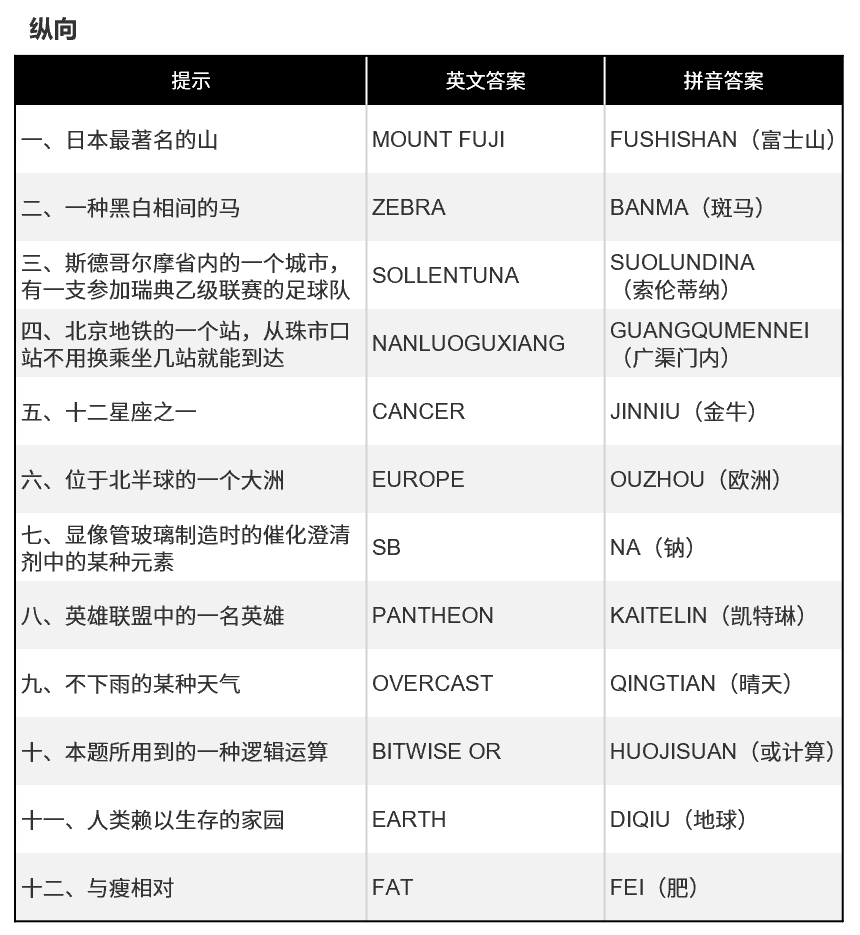 纵向
提示 英文答案 拼音答案
一、日本最著名的山 MOUNT FUJI FUSHISHAN（富士山）
二、一种黑白相间的马 ZEBRA BANMA（斑马）
三、斯德哥尔摩省内的一个城市，
有一支参加瑞典乙级联赛的足球队 SOLLENTUNA SUOLUNDINA
（索伦蒂纳）
四、北京地铁的一个站，从珠市口
站不用换乘坐几站就能到达 NANLUOGUXIANG GUANGQUMENNEI
（广渠门内）
五、十二星座之一 CANCER JINNIU（金牛）
六、位于北半球的一个大洲 EUROPE OUZHOU（欧洲）
七、显像管玻璃制造时的催化澄清
剂中的某种元素 SB NA（钠）
八、英雄联盟中的一名英雄 PANTHEON KAITELIN（凯特琳）
九、不下雨的某种天气 OVERCAST QINGTIAN（晴天）
十、本题所用到的一种逻辑运算 BITWISE OR HUOJISUAN（或计算）
十一、人类赖以生存的家园 EARTH DIQIU（地球）
十二、与瘦相对 FAT FEI（肥）